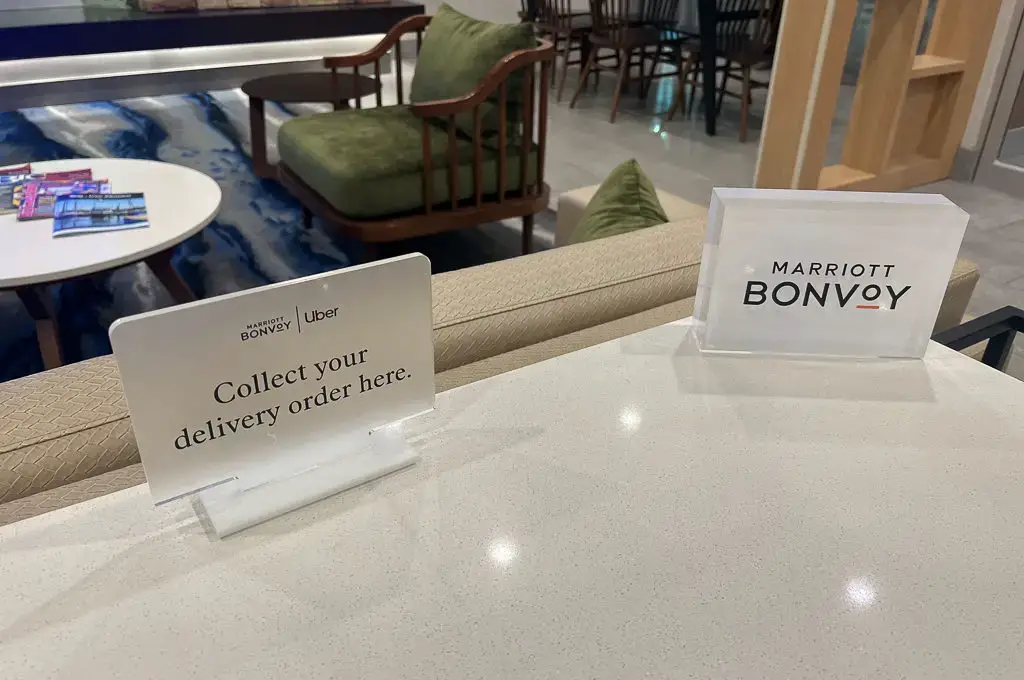 MARRIOTT
BONVOY | Uber
Collect your
delivery order here.
MARRIOTT
BONVOY